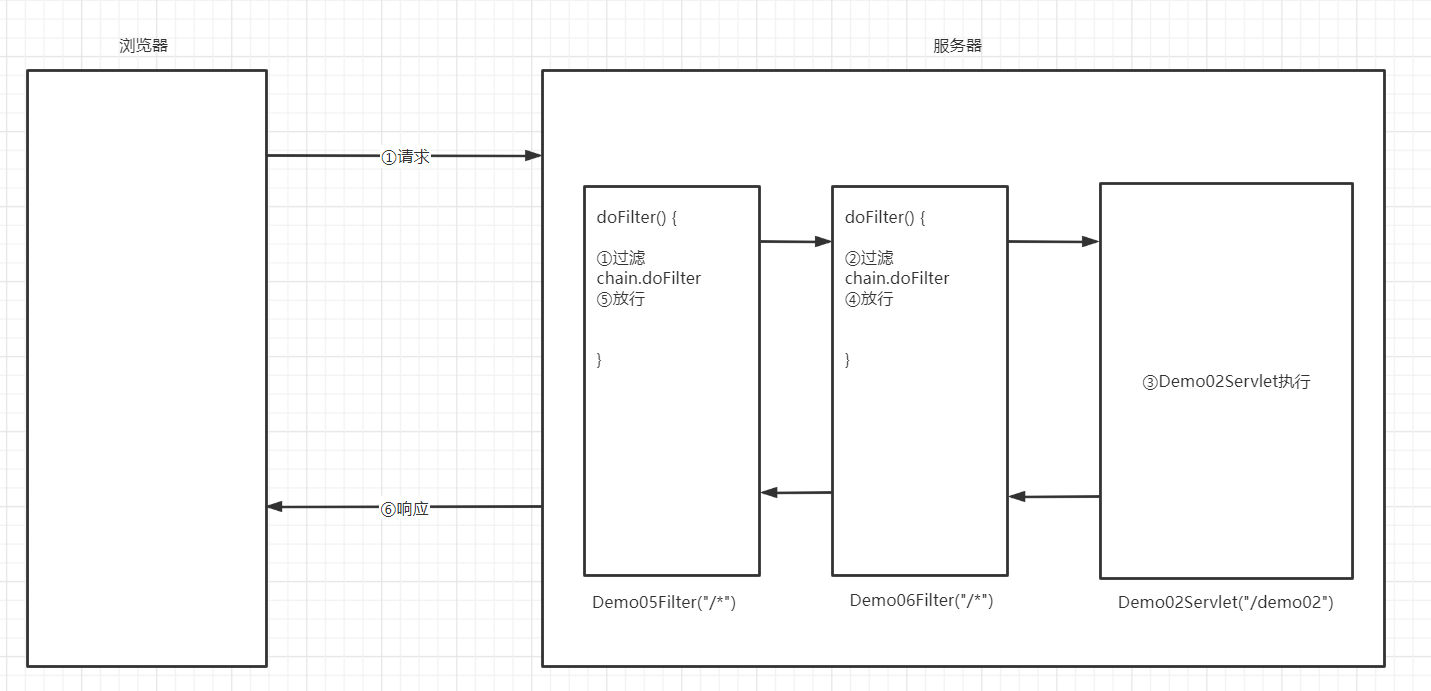 浏览器
服务器
①请求
doFilter() {
①过滤
chain.doFilter
⑤放行
}
doFilter() {
②过滤
chain.doFilter
④放行
}
③Demo02Servlet执行
⑥响应
Demo05Filter("/*")
Demo06Filter("/*")
Demo02Servlet("/demo02")